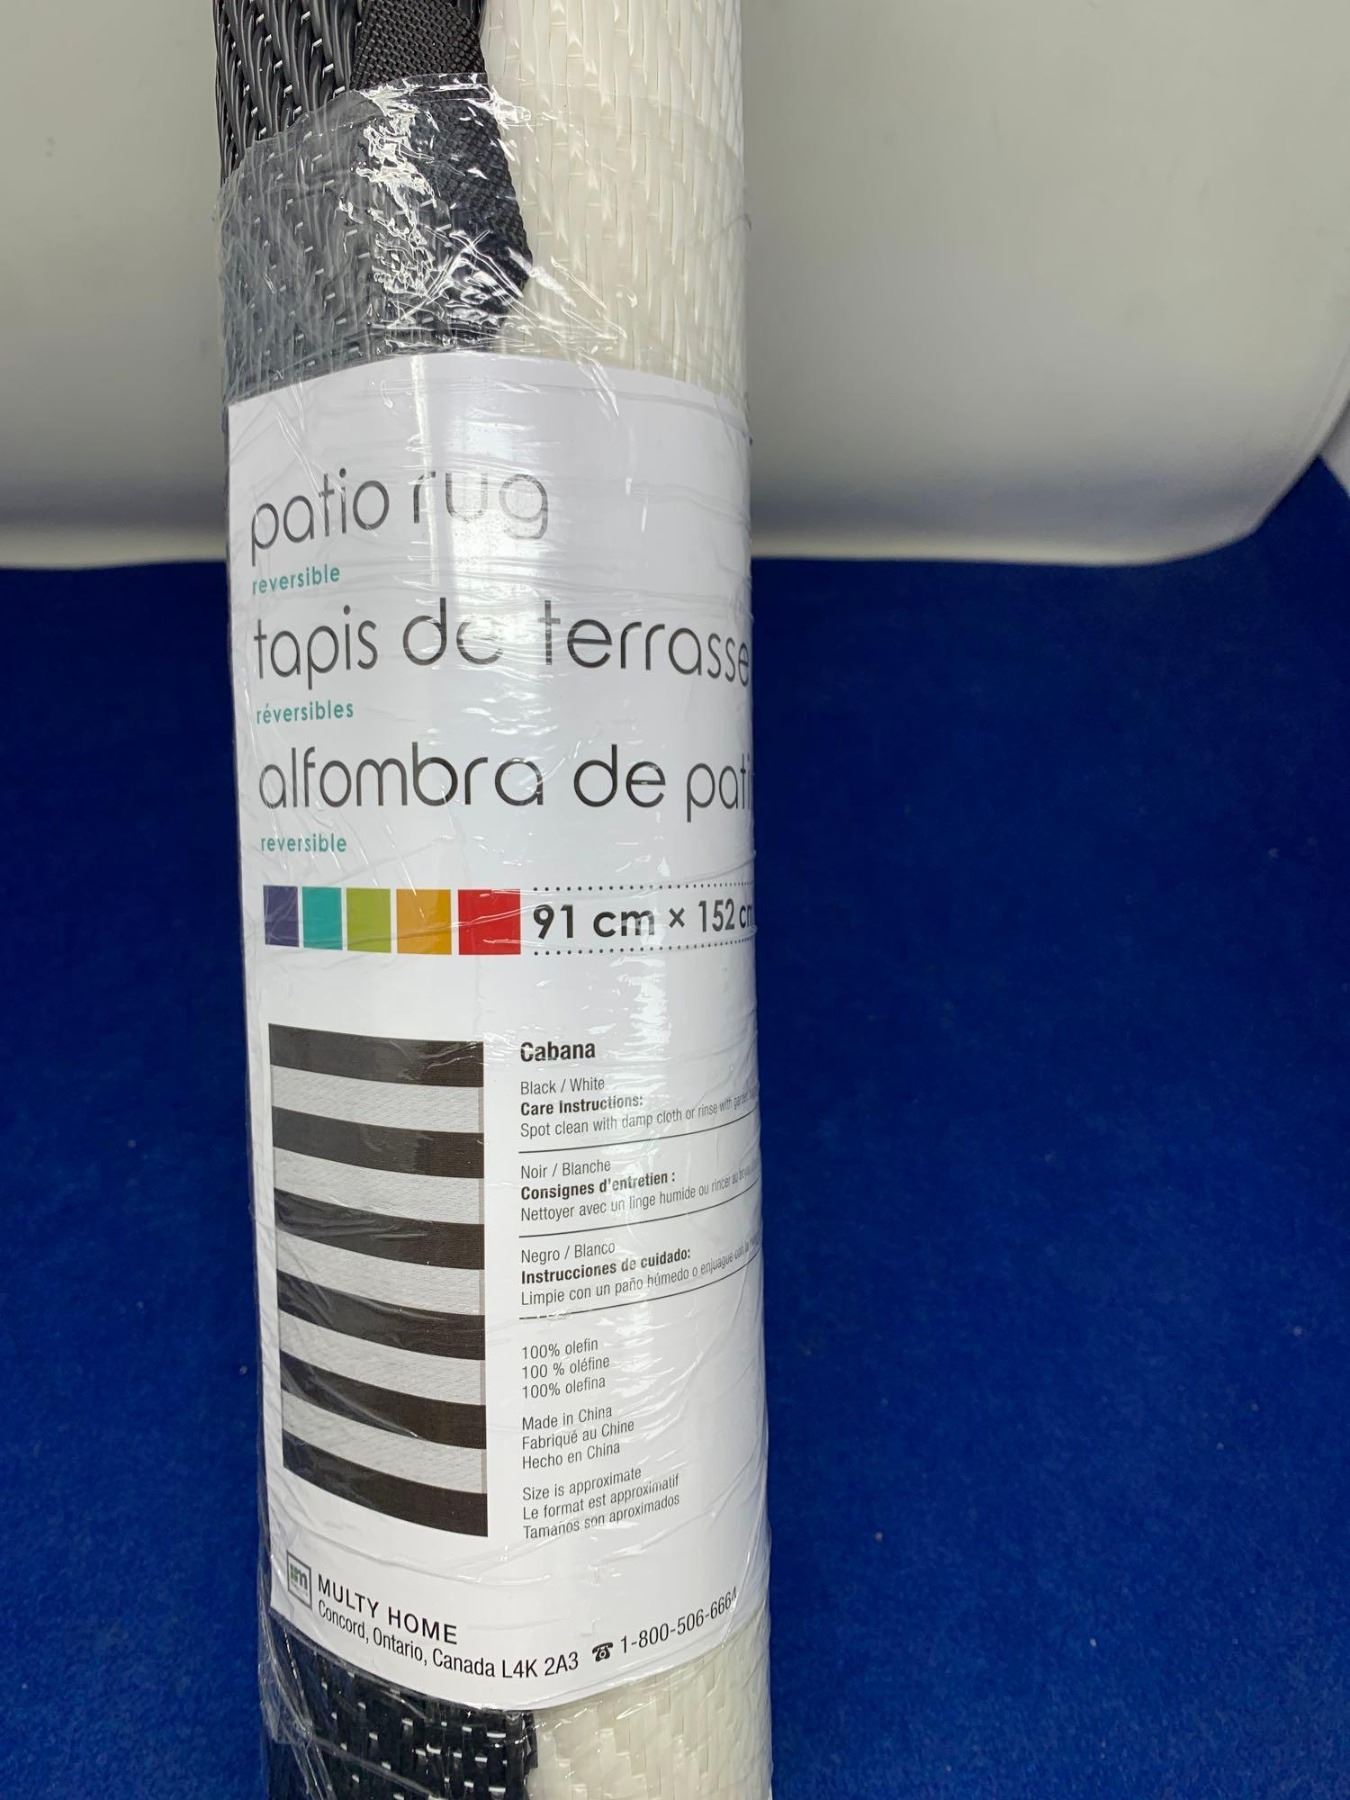 patio rug
reversible
tapis de terrasse
réversibles
alfombra de
reversible
91 cm × 152
Cabana
Black / White
Care Instructions:
Spot clean with damp cloth or rinse with garden
Noir / Blanche
Consignes d'entretien :
Nettoyer avec un linge humide ou rincer au
Negro / Blanco
Instrucciones de cuidado:
Limpie con un paño húmedo o enjuague con la
100% olefin
100 % oléfine
100% olefina
Made in China
Fabriqué au Chine
Hecho en China
Size is approximate
Le format est approximatif
Tamaños son aproximados
m
MULTY HOME
Concord, Ontario, Canada L4K 2A3 ☎ 1-800-506-6664